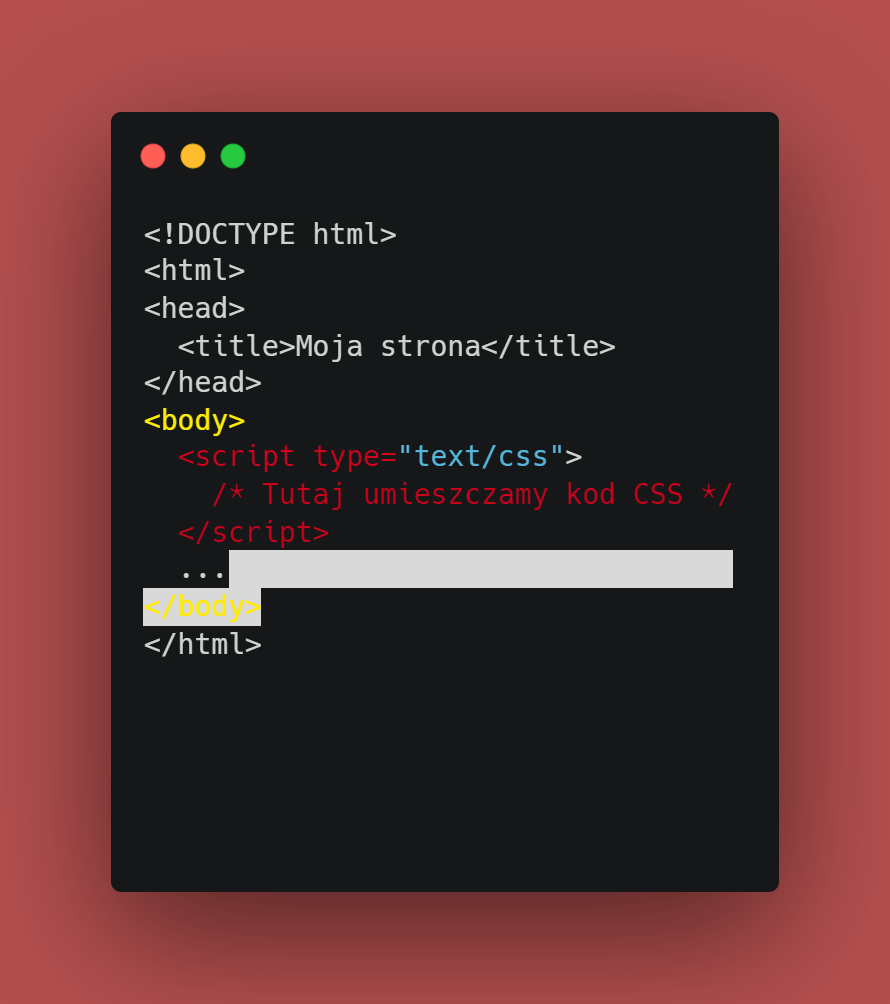 <!DOCTYPE html>
<html>
<head>
  <title>Moja strona</title>
</head>
<body>
  <script type="text/css">
    /* Tutaj umieszczamy kod CSS */
  </script>
  ...
</body>
</html>